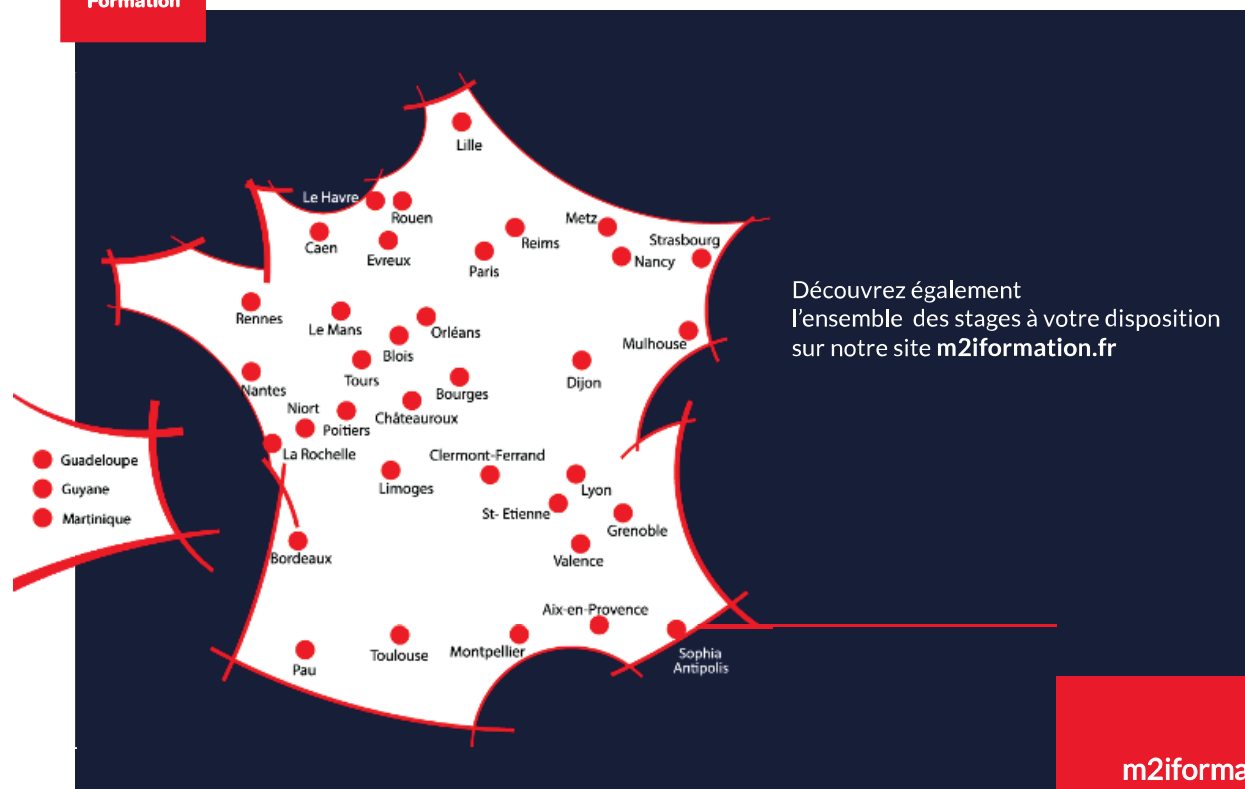 Formation
Lille
Le Havre
Rouen
Caen
Evreux
Paris
Reims
Metz
Nancy
Strasbourg
Rennes
Le Mans
Orléans
Blois
Tours
Mulhouse
Dijon
Nantes
Bourges
Niort
Châteauroux
Poitiers
La Rochelle
Clermont-Ferrand
Limoges
Lyon
St- Etienne
Grenoble
Valence
Bordeaux
Aix-en-Provence
Pau
Toulouse
Montpellier
Sophia
Antipolis
Guadeloupe
Guyane
Martinique
Découvrez également
l'ensemble des stages à votre disposition
sur notre site m2iformation.fr
m2iforma